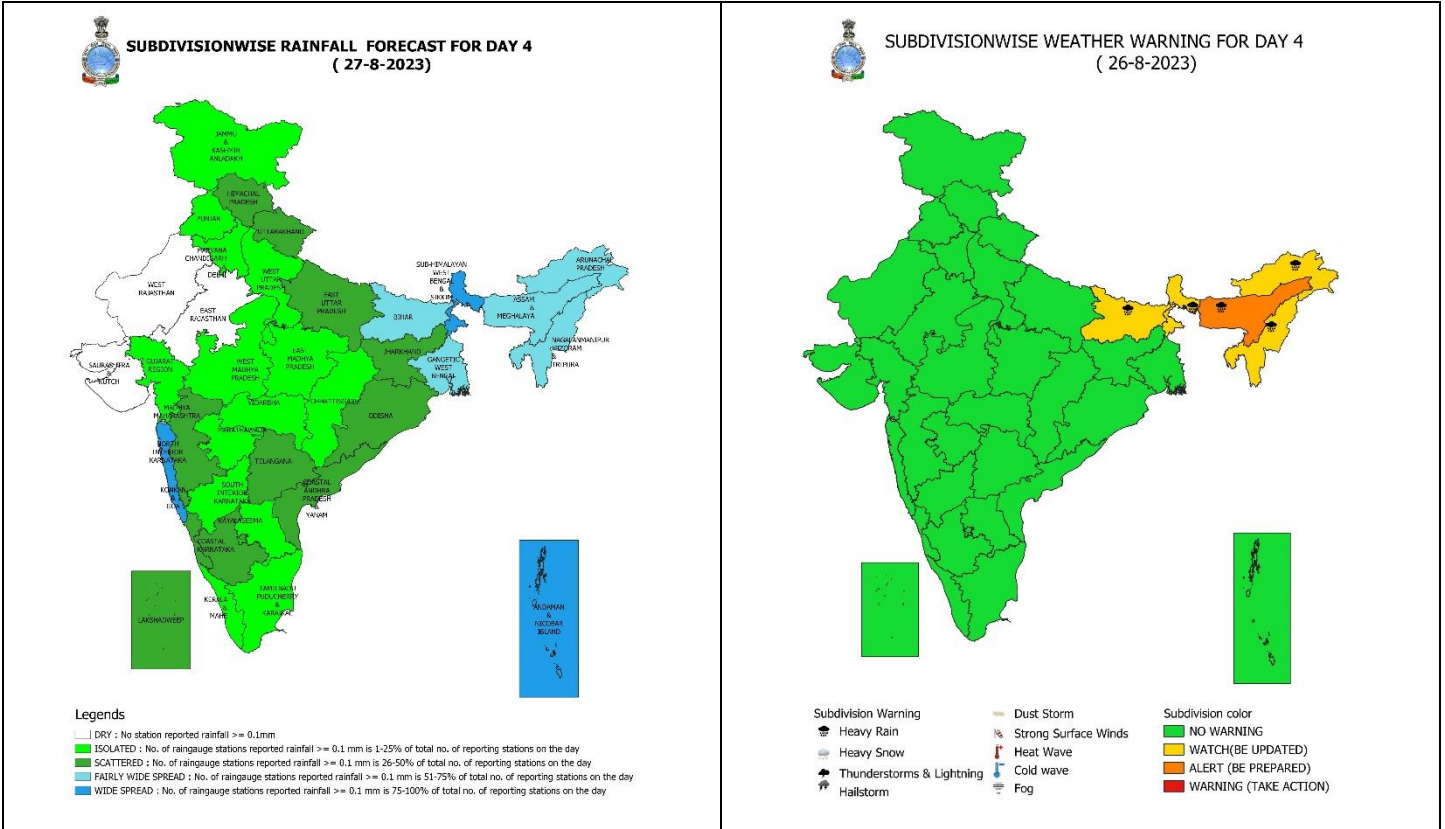 SUBDIVISIONWISE RAINFALL FORECAST FOR DAY 4
( 27-8-2023)
JAMMU
&
KASHMIR
ANLADAKH
HIMACHAL
PRADESH
PUNJAB
UTTARAKHAND
HARYANA
CHANDIGARH
DELHI
WEST
UTTAR
PRADESH
WEST
RAJASTHAN
EAST
RAJASTHAN
EAST
UTTAR
PRADESH
BIHAR
SUB-HIMALAYAN
WEST
BENGAL
&
SIKKIM
ARUNACHAL
PRADESH
ASSAM
&
MEGHALAYA
NAGALANMANIPUR
MIZORAM
&
TRIPURA
SAURASHTRA
&
KUTCH
GUJARAT
REGION
WEST
MADHYA
PRADESH
EAST
MADHYA
PRADESH
JHARKHAND
GANGETIC
WEST
BENGAL
MADHYA
MAHARASHTRA
VIDARBHA
CHHATTISGARH
ODISHA
MARATHAWADA
NORTH
INTERIOR
KARNATAKA
TILANGANA
KONKAN
&
GOA
SOUTH
INTERIOR
KARNATAKA
COASTAL
ANDHRA
PRADESH
&
YANAM
RAYALASEEMA
COASTAL
KARNATAKA
KERALA
&
MAHE
TAMILNADU
PUDUCHERRY
&
KARAIKAL
LAKSHADWEEP
ANDAMAN
&
NICOBAR
ISLAND
Legends
DRY : No station reported rainfall >= 0.1mm
ISOLATED : No. of raingauge stations reported rainfall >= 0.1 mm is 1-25% of total no. of reporting stations on the day
SCATTERED : No. of raingauge stations reported rainfall >= 0.1 mm is 26-50% of total no. of reporting stations on the day
FAIRLY WIDE SPREAD : No. of raingauge stations reported rainfall >= 0.1 mm is 51-75% of total no. of reporting stations on the day
WIDE SPREAD : No. of raingauge stations reported rainfall >= 0.1 mm is 75-100% of total no. of reporting stations on the day
SUBDIVISIONWISE WEATHER WARNING FOR DAY 4
( 26-8-2023)
Subdivision Warning
Heavy Rain
Heavy Snow
Thunderstorms & Lightning
Hailstorm
Dust Storm
Strong Surface Winds
Heat Wave
Cold wave
Fog
Subdivision color
NO WARNING
WATCH(BE UPDATED)
ALERT (BE PREPARED)
WARNING (TAKE ACTION)